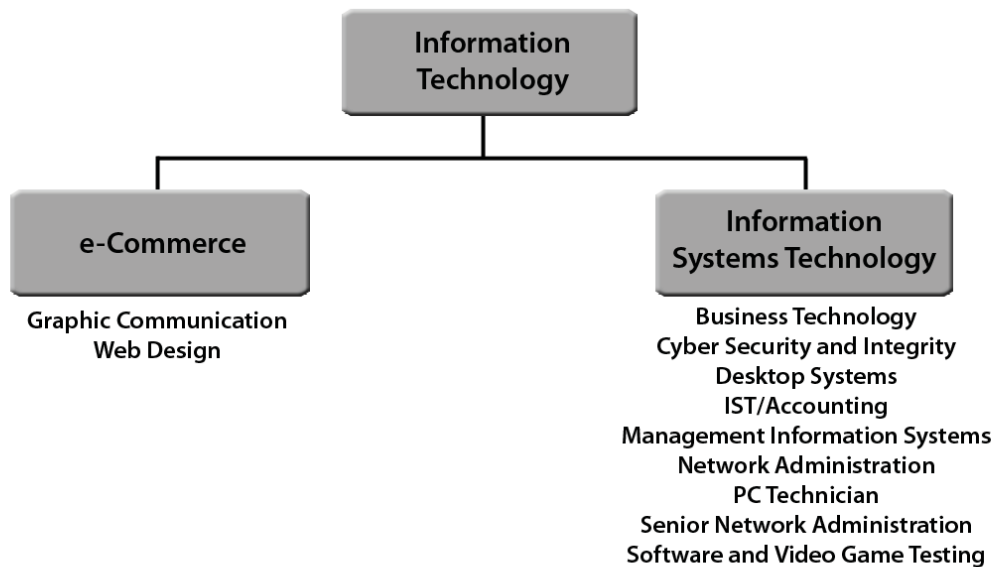 Information
Technology
e-Commerce
Graphic Communication
Web Design
Information
Systems Technology
Business Technology
Cyber Security and Integrity
Desktop Systems
IST/Accounting
Management Information Systems
Network Administration
PC Technician
Senior Network Administration
Software and Video Game Testing